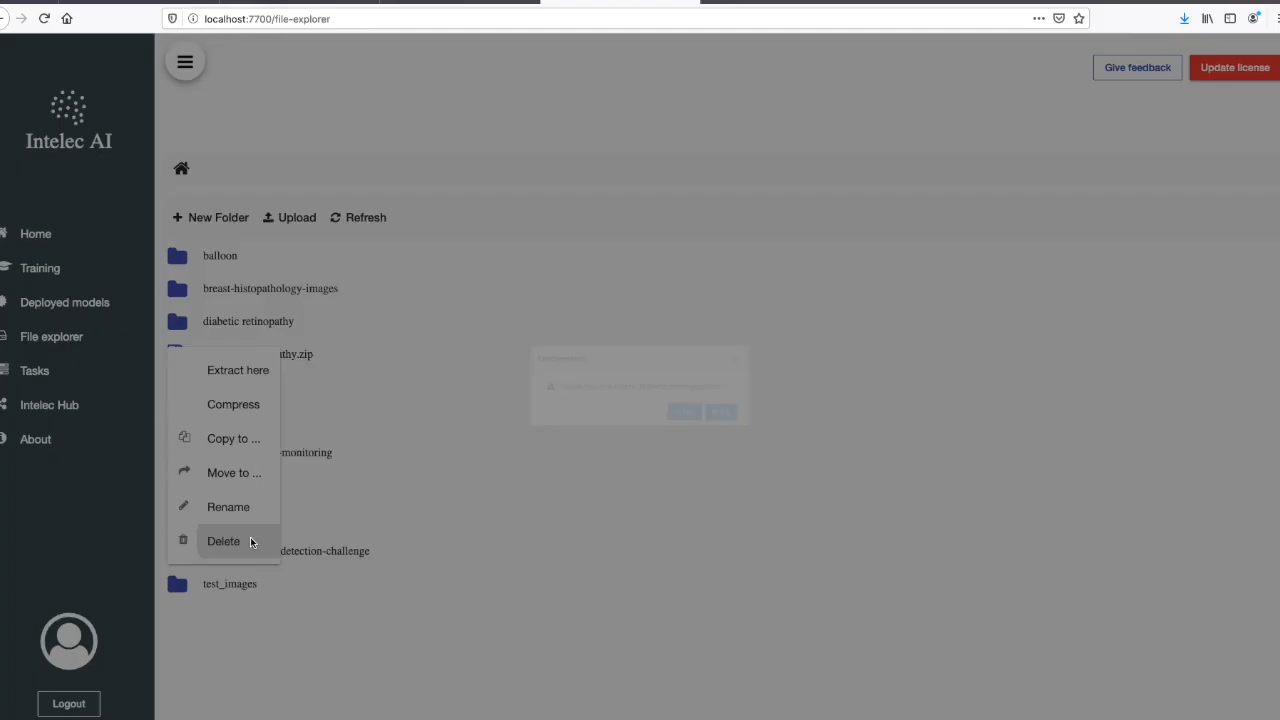 localhost:7700/file-explorer
Give feedback
Update license
Intelec AI
New Folder
Upload
Refresh
Home
Training
Deployed models
File explorer
Tasks
Intelec Hub
About
balloon
breast-histopathology-images
diabetic retinopathy
thy.zip
Extract here
Compress
Copy to ...
-monitoring
Move to ...
Rename
Delete
detection-challenge
test_images
Logout